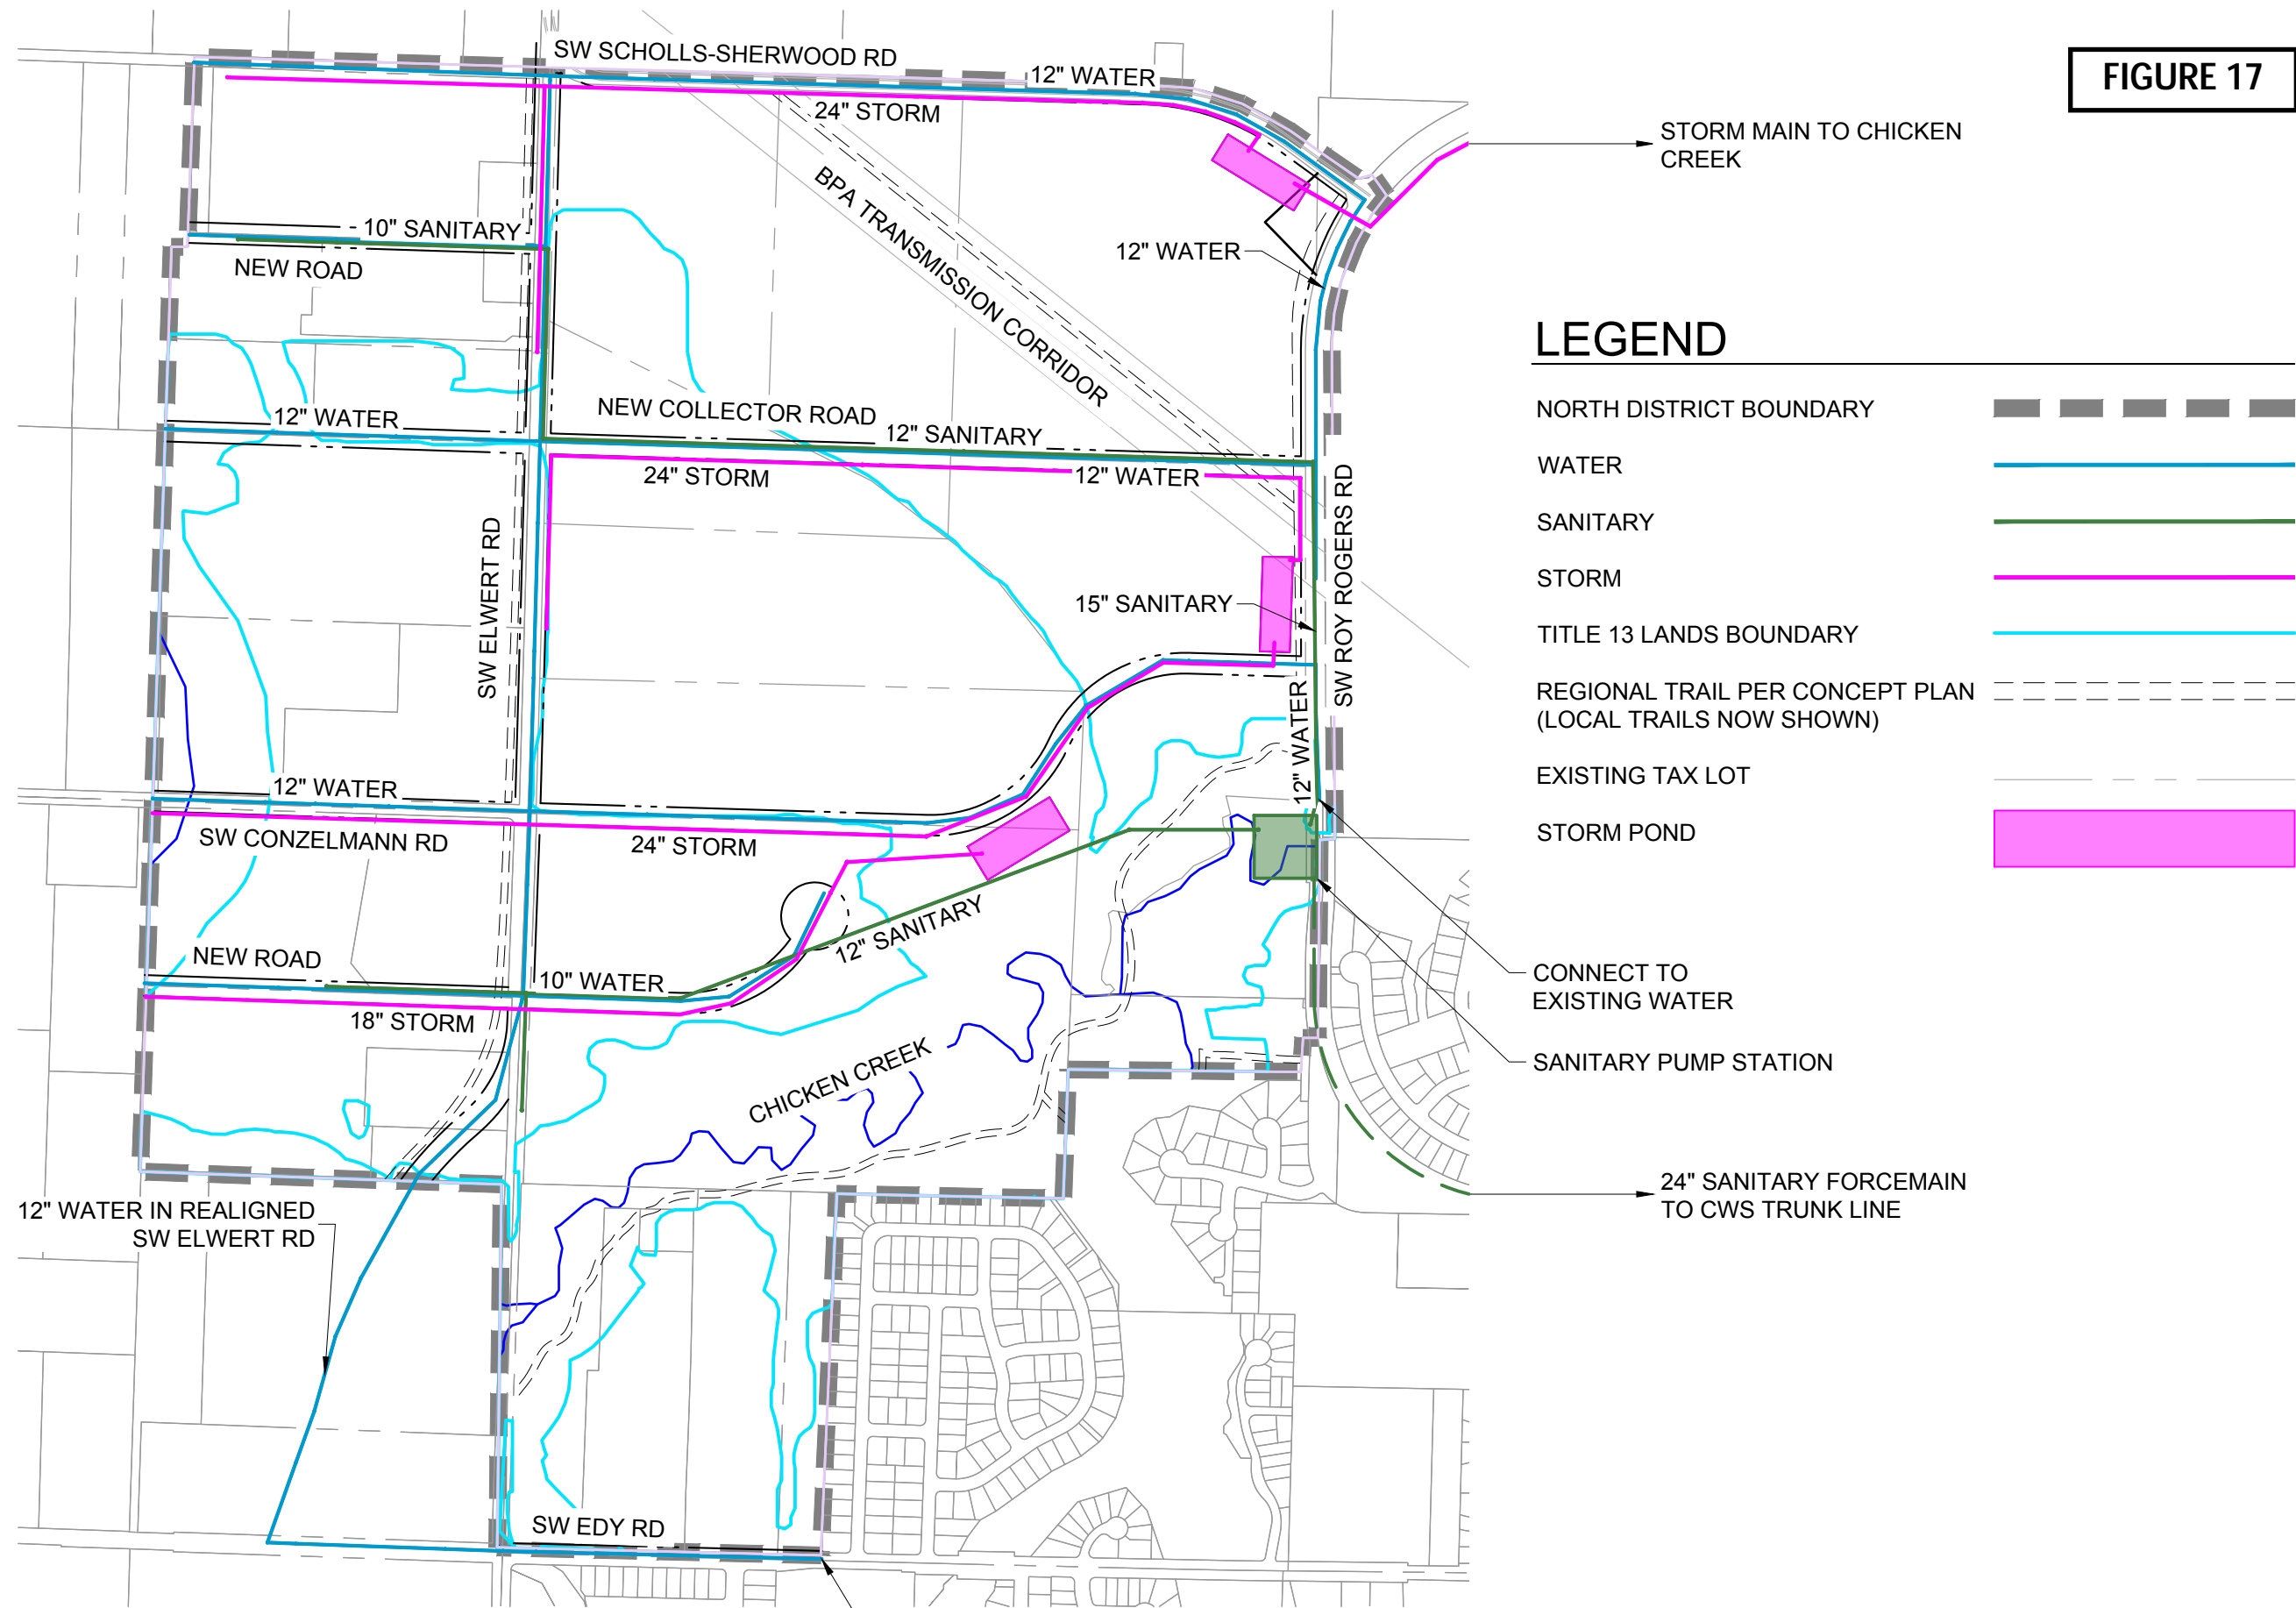 FIGURE 17
SW SCHOLLS-SHERWOOD RD
12" WATER
24" STORM
STORM MAIN TO CHICKEN
CREEK
BPA TRANSMISSION CORRIDOR
10" SANITARY
NEW ROAD
12" WATER
LEGEND
NORTH DISTRICT BOUNDARY
WATER
SANITARY
STORM
TITLE 13 LANDS BOUNDARY
REGIONAL TRAIL PER CONCEPT PLAN
(LOCAL TRAILS NOW SHOWN)
EXISTING TAX LOT
STORM POND
12" WATER
NEW COLLECTOR ROAD
12" SANITARY
24" STORM
12" WATER
SW ELWERT RD
SW ROY ROGERS RD
15" SANITARY
12" WATER
12" WATER
SW CONZELMANN RD
24" STORM
12" SANITARY
NEW ROAD
10" WATER
18" STORM
CONNECT TO
EXISTING WATER
SANITARY PUMP STATION
CHICKEN CREEK
24" SANITARY FORCEMAIN
TO CWS TRUNK LINE
12" WATER IN REALIGNED
SW ELWERT RD
SW EDY RD